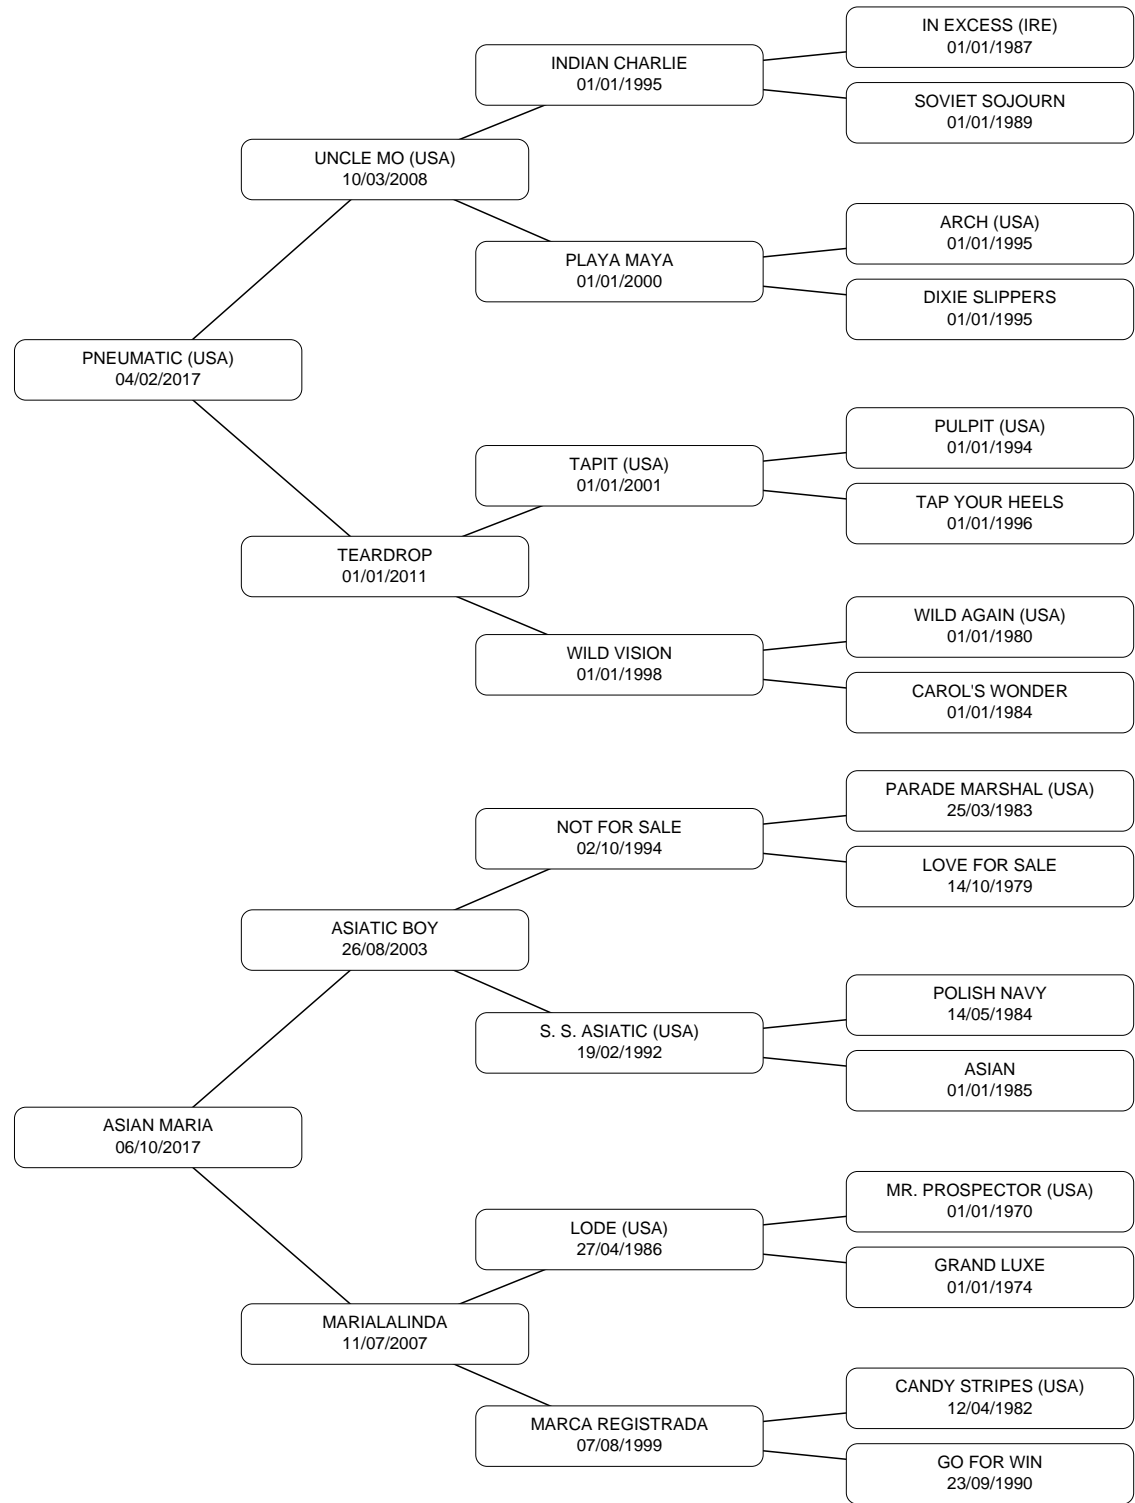 IN EXCESS (IRE)
01/01/1987
INDIAN CHARLIE
01/01/1995
SOVIET SOJOURN
01/01/1989
UNCLE MO (USA)
10/03/2008
ARCH (USA)
01/01/1995
PLAYA MAYA
01/01/2000
DIXIE SLIPPERS
01/01/1995
PNEUMATIC (USA)
04/02/2017
PULPIT (USA)
01/01/1994
TAPIT (USA)
01/01/2001
TAP YOUR HEELS
01/01/1996
TEARDROP
01/01/2011
WILD AGAIN (USA)
01/01/1980
WILD VISION
01/01/1998
CAROL'S WONDER
01/01/1984
PARADE MARSHAL (USA)
25/03/1983
NOT FOR SALE
02/10/1994
LOVE FOR SALE
14/10/1979
ASIATIC BOY
26/08/2003
POLISH NAVY
14/05/1984
S. S. ASIATIC (USA)
19/02/1992
ASIAN
01/01/1985
ASIAN MARIA
06/10/2017
MR. PROSPECTOR (USA)
01/01/1970
LODE (USA)
27/04/1986
GRAND LUXE
01/01/1974
MARIALALINDA
11/07/2007
CANDY STRIPES (USA)
12/04/1982
MARCA REGISTRADA
07/08/1999
GO FOR WIN
23/09/1990